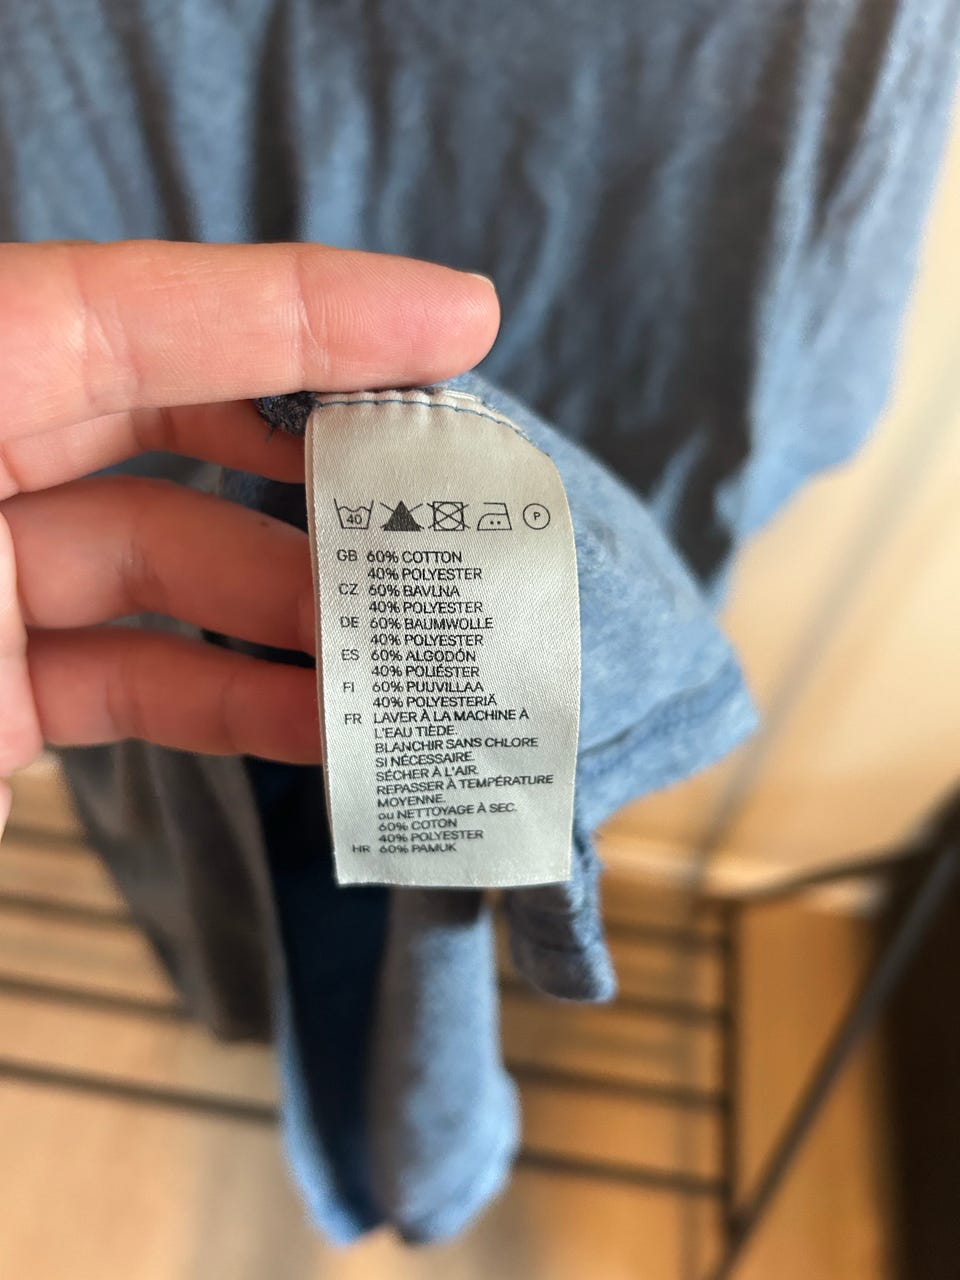 40 P
GB 60% COTTON
40% POLYESTER
CZ 60% BAVLNA
40% POLYESTER
DE 60% BAUMWOLLE
40% POLYESTER
ES 60% ALGODÓN
40% POLIÉSTER
FI 60% PUUVILLAA
40% POLYESTERIÄ
FR LAVER À LA MACHINE À
L'EAU TIÈDE.
BLANCHIR SANS CHLORE
SI NÉCESSAIRE.
SÉCHER À L'AIR.
REPASSER À TEMPÉRATURE
MOYENNE.
ou NETTOYAGE À SEC.
60% COTON
40% POLYESTER
HR 60% PAMUK